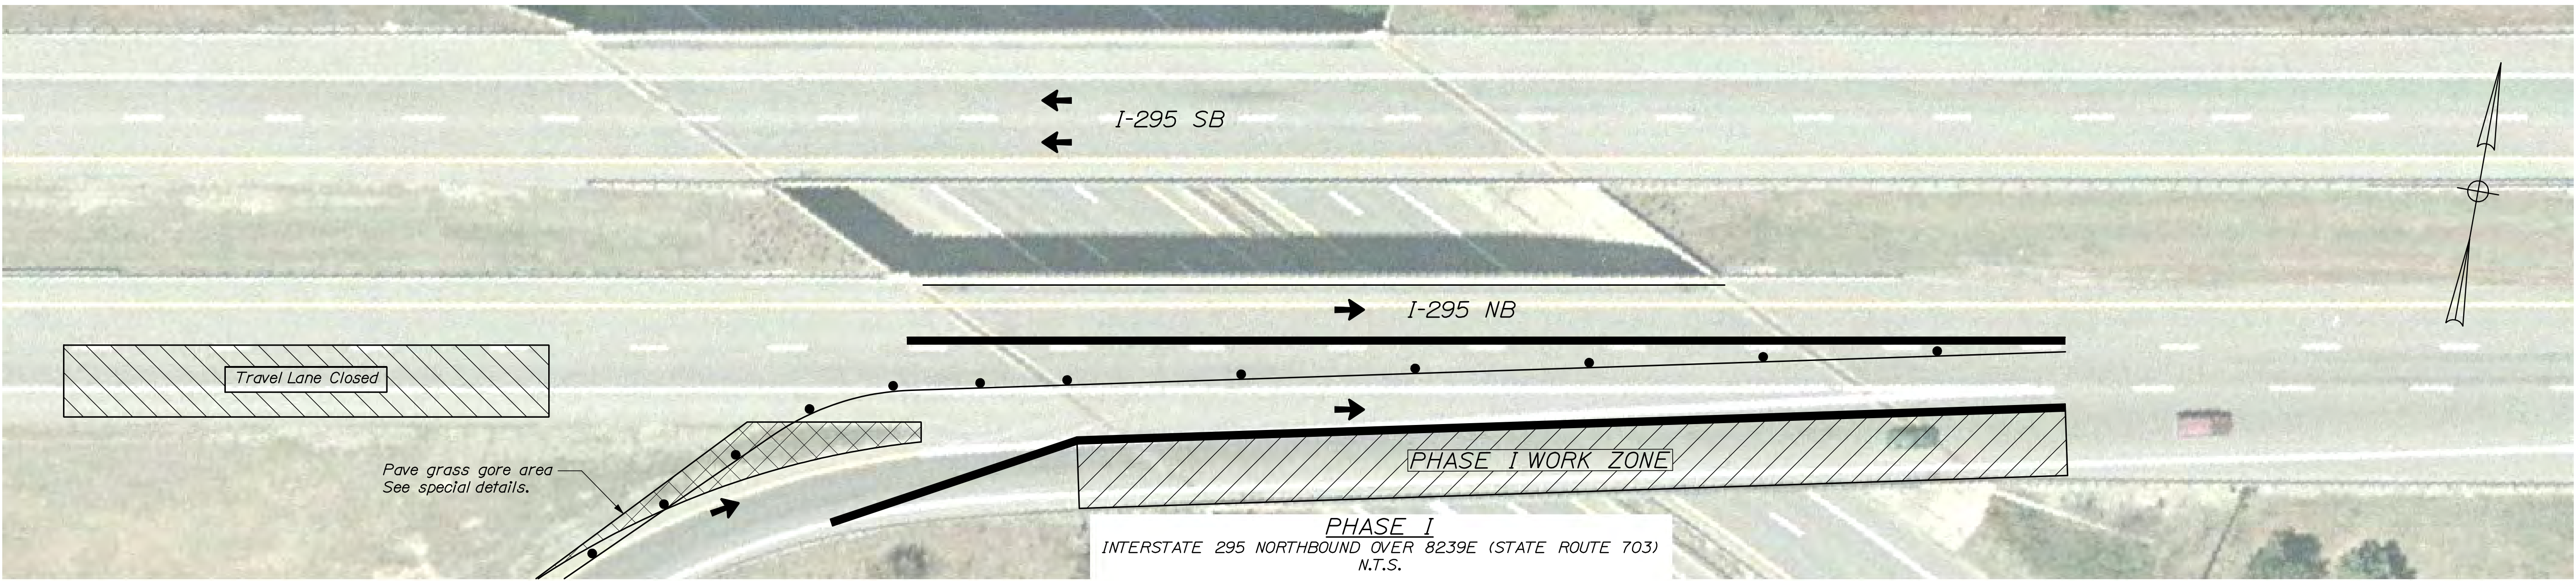 I-295 SB
I-295 NB
Travel Lane Closed
Pave grass gore area
See special details.
PHASE I WORK ZONE
PHASE I
INTERSTATE 295 NORTHBOUND OVER 8239E (STATE ROUTE 703)
N.T.S.